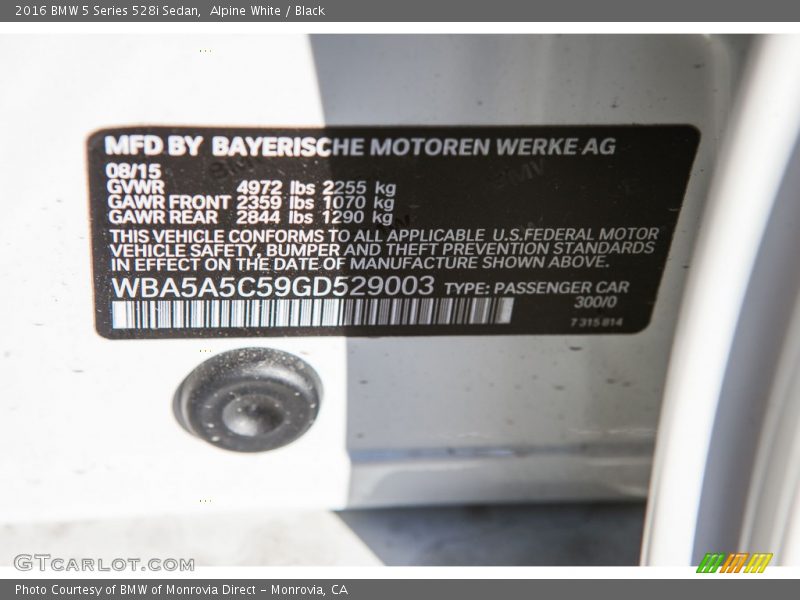 2016 BMW 5 Series 528i Sedan,  Alpine White / Black
MFD BY BAYERISCHE MOTOREN WERKE AG
08/15
GVWR 4972 lbs 2255 kg
GAWR FRONT 2359 lbs 1070 kg
GAWR REAR 2844 lbs 1290 kg
THIS VEHICLE CONFORMS TO ALL APPLICABLE U.S.FEDERAL MOTOR
VEHICLE SAFETY, BUMPER AND THEFT PREVENTION STANDARDS
IN EFFECT ON THE DATE OF MANUFACTURE SHOWN ABOVE.
WBA5A5C59GD529003 TYPE: PASSENGER CAR
300/0
7 315 814
GTCARLOT.COM
Photo Courtesy of BMW of Monrovia Direct - Monrovia, CA